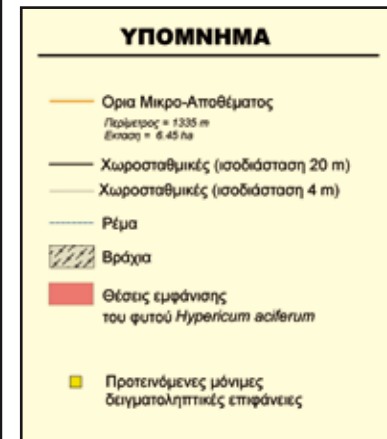 ΥΠΟΜΝΗΜΑ
Ορια Μικρο-Αποθέματος
Περίμετρος = 1335 m
Εκταση = 6.45 ha
Χωροσταθμικές (ισοδιάσταση 20 m)
Χωροσταθμικές (ισοδιάσταση 4 m)
Ρέμα
Βράχια
Θέσεις εμφάνισης
του φυτού Hypericum aciferum
Προτεινόμενες μόνιμες
δειγματοληπτικές επιφάνειες